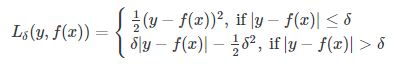 L_δ(y, f(x)) = { ½(y − f(x))², if |y − f(x)| ≤ δ
δ|y − f(x)| − ½δ², if |y − f(x)| > δ